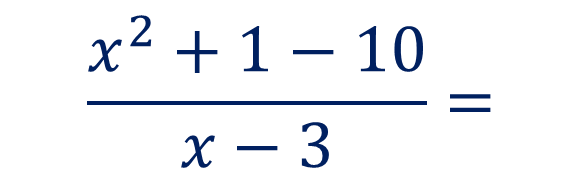 x² + 1 − 10
x − 3 =